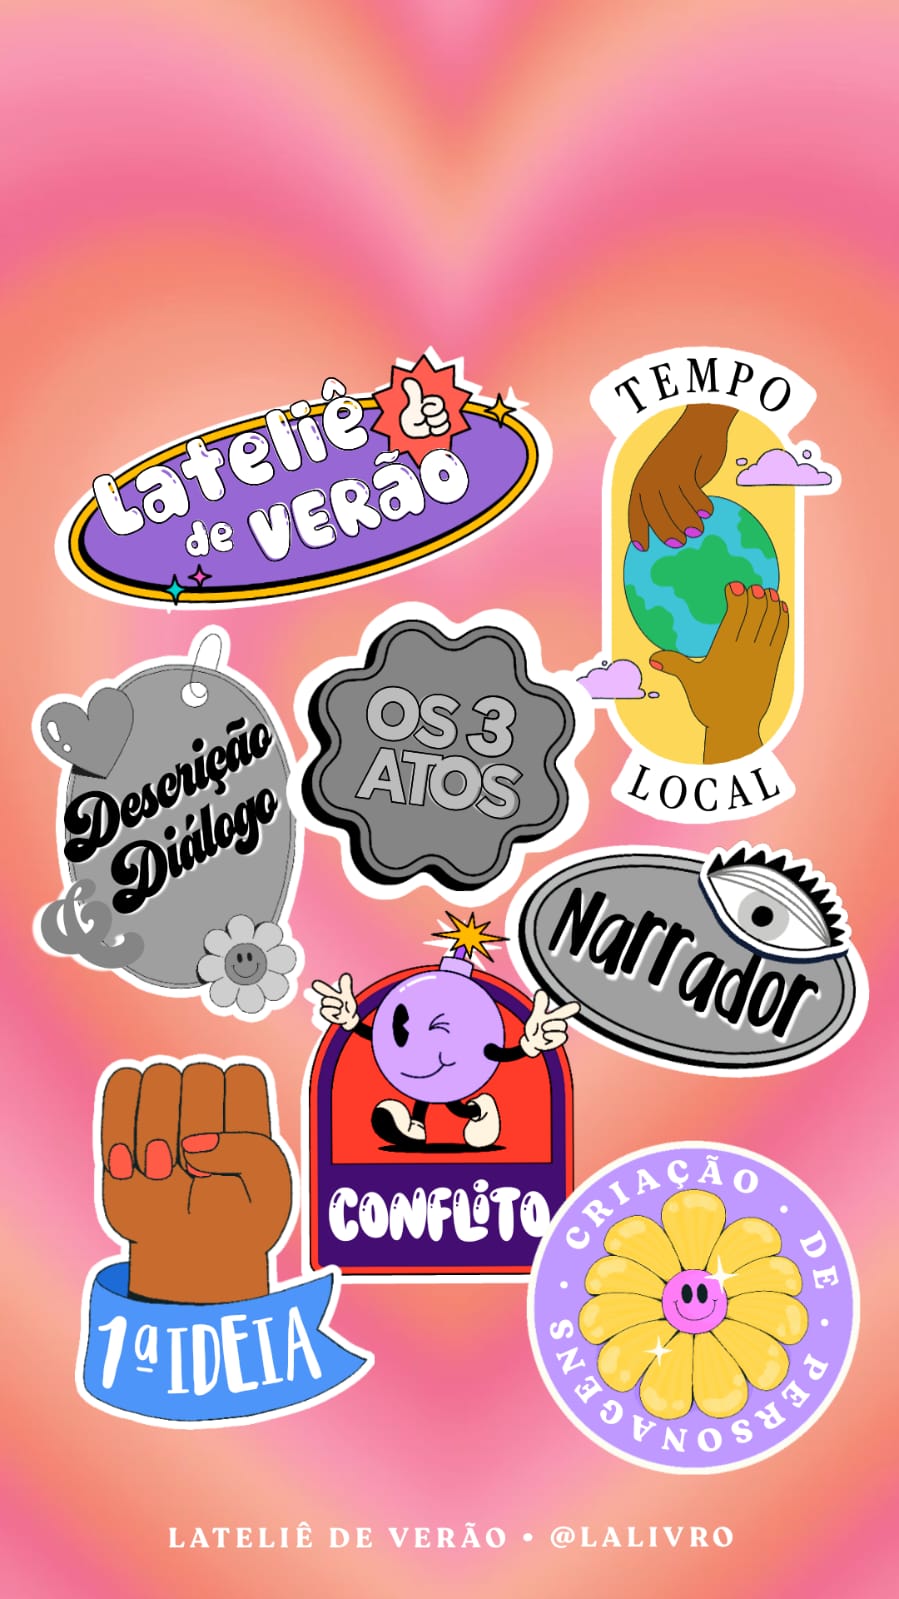 Lateliê
de VERÃO
TEMPO
LOCAL
Descrição
& Diálogo
OS 3
ATOS
Narrador
CONFLITO
1ª IDEIA
CRIAÇÃO • DE • PERSONAGENS •
LATELIÊ DE VERÃO • @LALIVRO